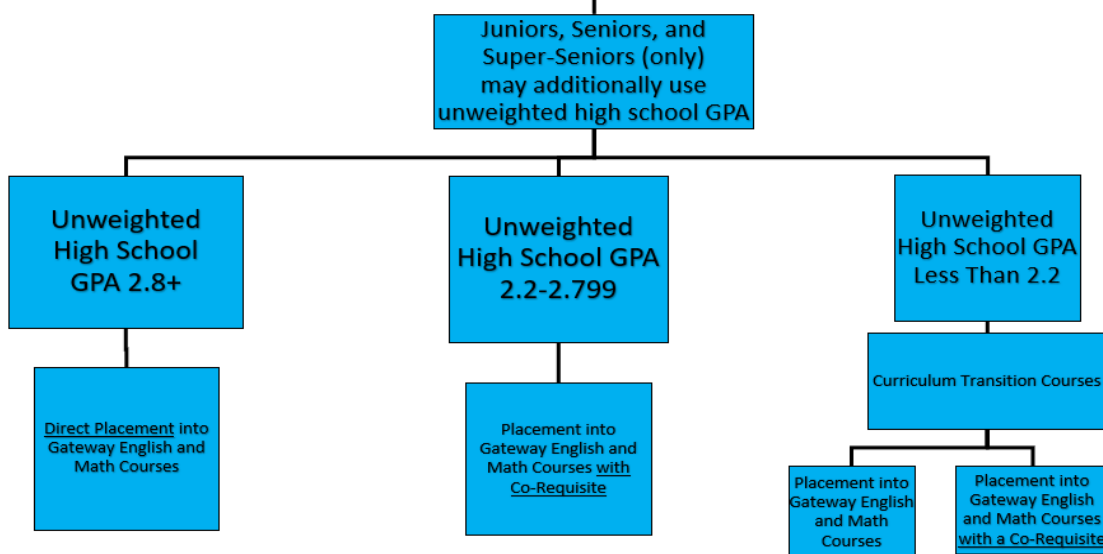 Juniors, Seniors, and
Super-Seniors (only)
may additionally use
unweighted high school GPA
Unweighted
High School
GPA 2.8+
Unweighted
High School GPA
2.2-2.799
Unweighted
High School GPA
Less Than 2.2
Direct Placement into
Gateway English and
Math Courses
Placement into
Gateway English and
Math Courses with
Co-Requisite
Curriculum Transition Courses
Placement into
Gateway English
and Math
Courses
Placement into
Gateway English
and Math Courses
with a Co-Requisite